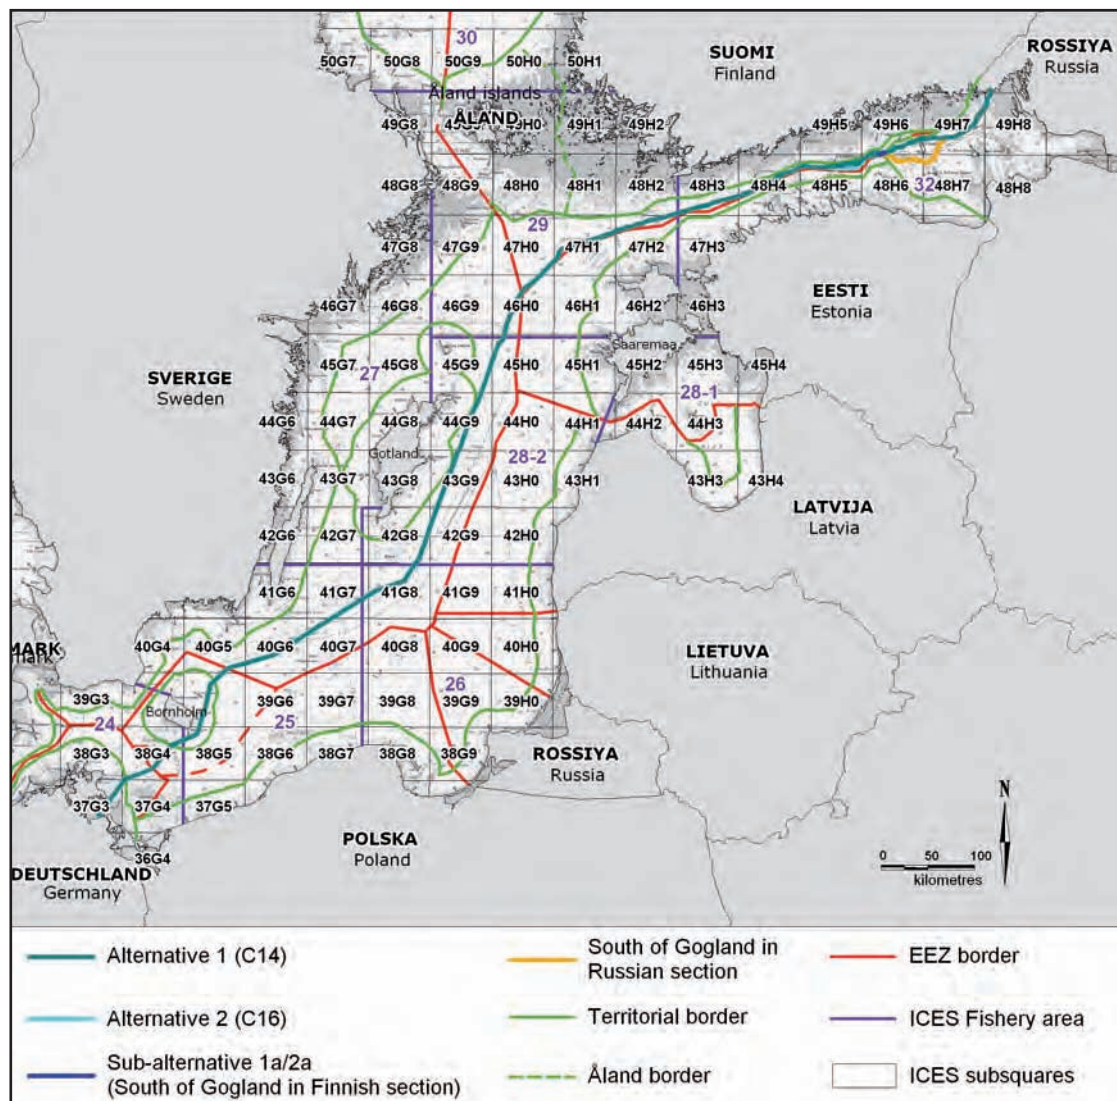 30
50G7 50G8 50G9 50H0 50H1
SUOMI
Finland
ROSSIYA
Russia
Åland islands
ÅLAND
49G8 49H0 49H1 49H2 49H5 49H6 49H7 49H8
48G8 48G9 48H0 48H1 48H2 48H3 48H4 48H5 48H6 32 48H7 48H8
29
47G8 47G9 47H0 47H1 47H2 47H3
EESTI
Estonia
46G7 46G8 46G9 46H0 46H1 46H2 46H3
Saaremaa
45G7 45G8 45G9 45H0 45H1 45H2 45H3 45H4
27
SVERIGE
Sweden
28-1
44G6 44G7 44G8 44G9 44H0 44H1 44H2 44H3
Gotland
28-2
43G6 43G7 43G8 43G9 43H0 43H1 43H3 43H4
LATVIJA
Latvia
42G6 42G7 42G8 42G9 42H0
41G6 41G7 41G8 41G9 41H0
MARK
40G4 40G5 40G6 40G7 40G8 40G9 40H0
LIETUVA
Lithuania
26
39G3 39G6 39G7 39G8 39G9 39H0
Bornholm
24
25
38G3 38G4 38G5 38G6 38G7 38G8 38G9
ROSSIYA
Russia
37G3 37G4 37G5
N
POLSKA
Poland
36G4
DEUTSCHLAND
Germany
0 50 100
kilometres
Alternative 1 (C14)
Alternative 2 (C16)
Sub-alternative 1a/2a
(South of Gogland in Finnish section)
South of Gogland in
Russian section
Territorial border
Åland border
EEZ border
ICES Fishery area
ICES subsquares